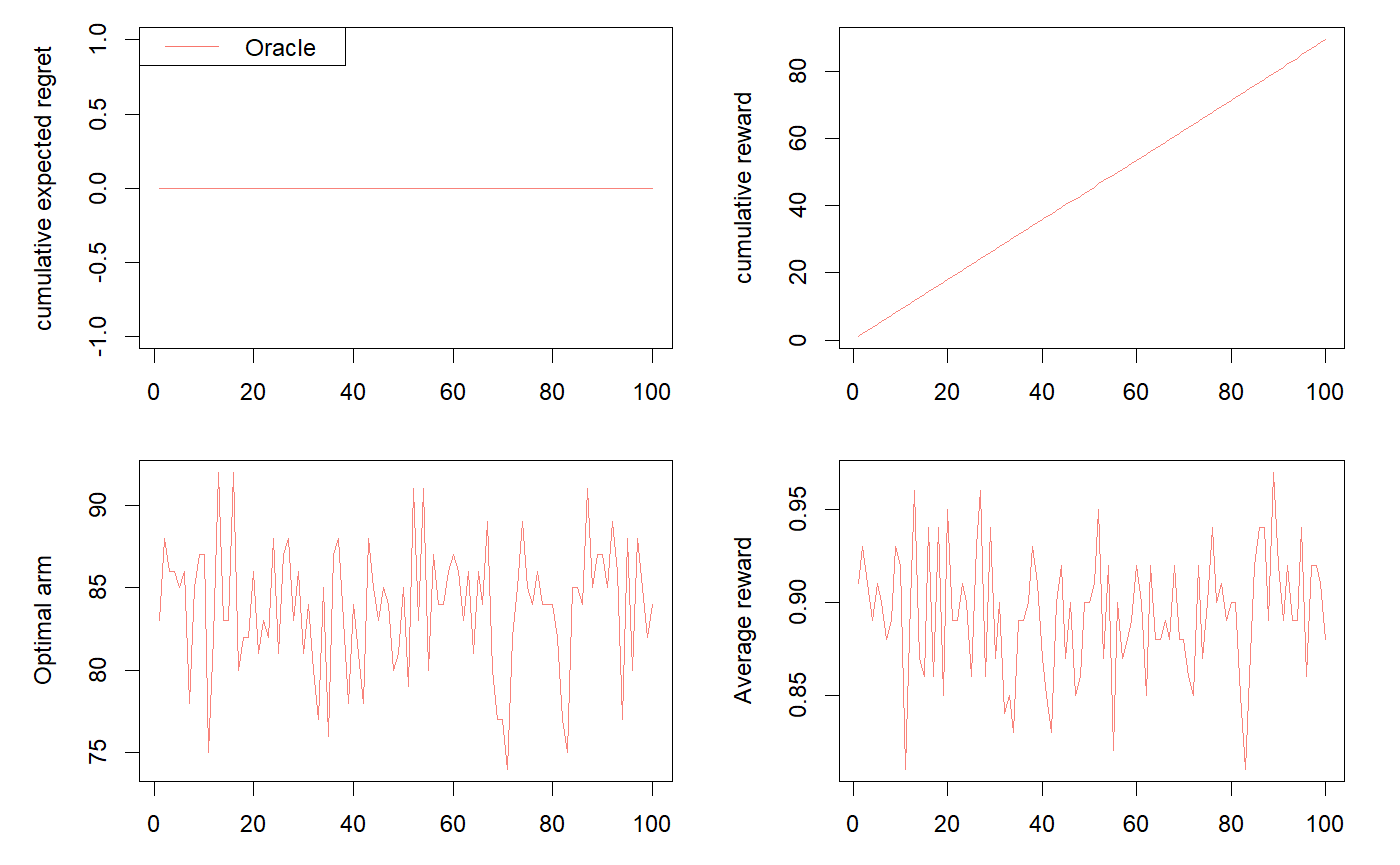 Oracle
cumulative expected regret
1.0
0.5
0.0
-0.5
-1.0
0 20 40 60 80 100
cumulative reward
80
60
40
20
0
0 20 40 60 80 100
Optimal arm
90
85
80
75
0 20 40 60 80 100
Average reward
0.95
0.90
0.85
0 20 40 60 80 100